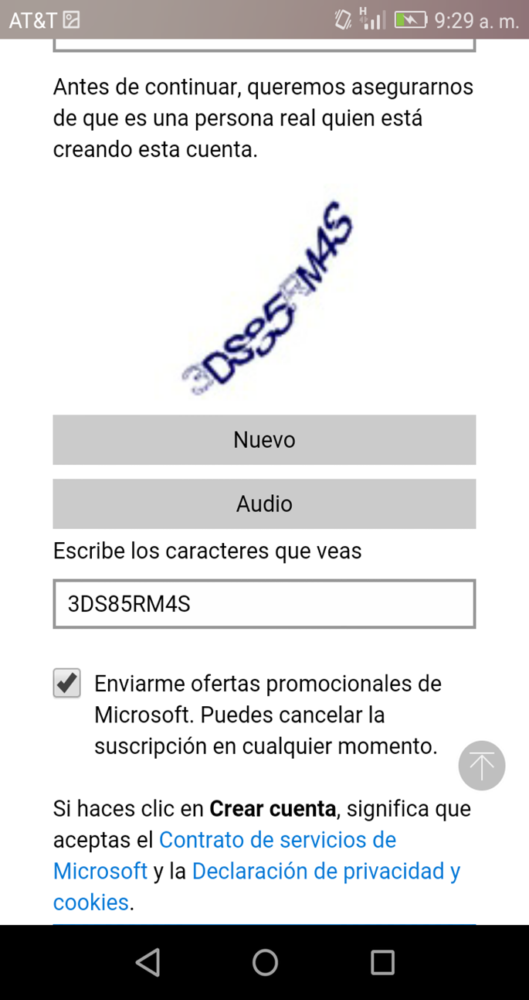 AT&T H 9:29 a. m.
Antes de continuar, queremos asegurarnos
de que es una persona real quien está
creando esta cuenta.
3DS85RM4S
Nuevo
Audio
Escribe los caracteres que veas
3DS85RM4S
Enviarme ofertas promocionales de
Microsoft. Puedes cancelar la
suscripción en cualquier momento.
Si haces clic en Crear cuenta, significa que
aceptas el Contrato de servicios de
Microsoft y la Declaración de privacidad y
cookies.